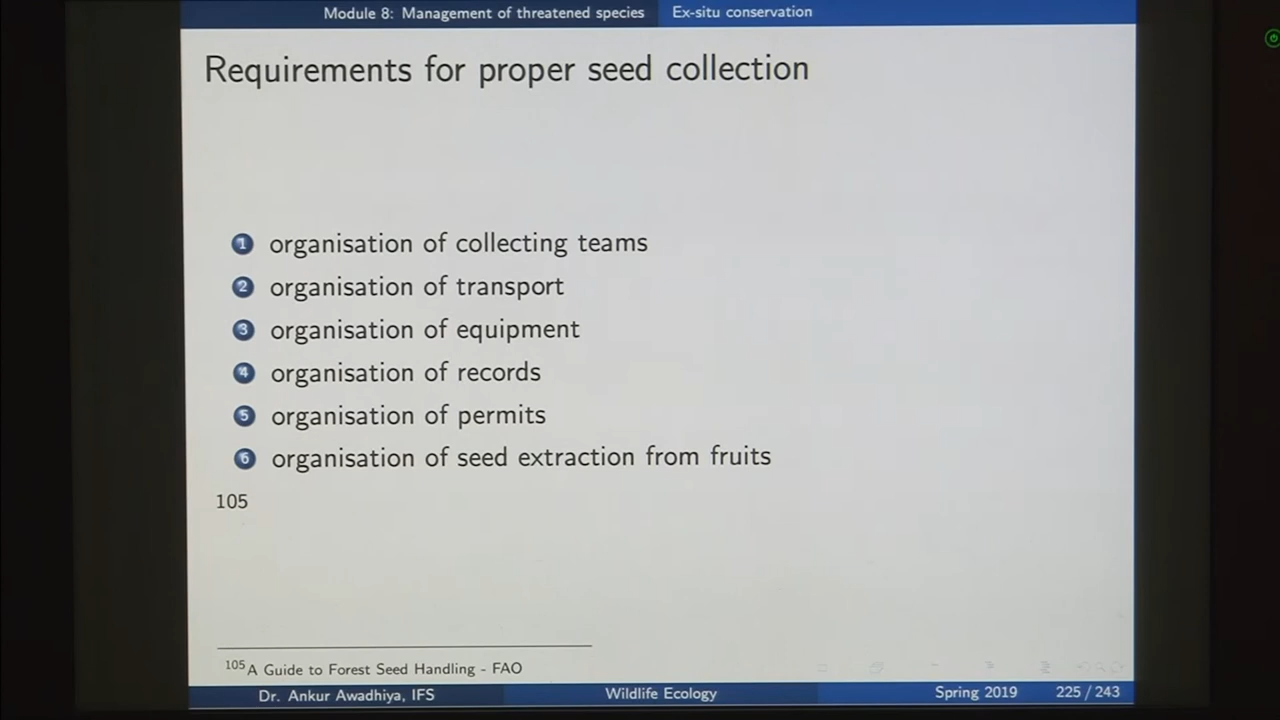 Module 8: Management of threatened species Ex-situ conservation
Requirements for proper seed collection
1 organisation of collecting teams
2 organisation of transport
3 organisation of equipment
4 organisation of records
5 organisation of permits
6 organisation of seed extraction from fruits
105
105 A Guide to Forest Seed Handling - FAO
Dr. Ankur Awadhiya, IFS Wildlife Ecology Spring 2019 225 / 243